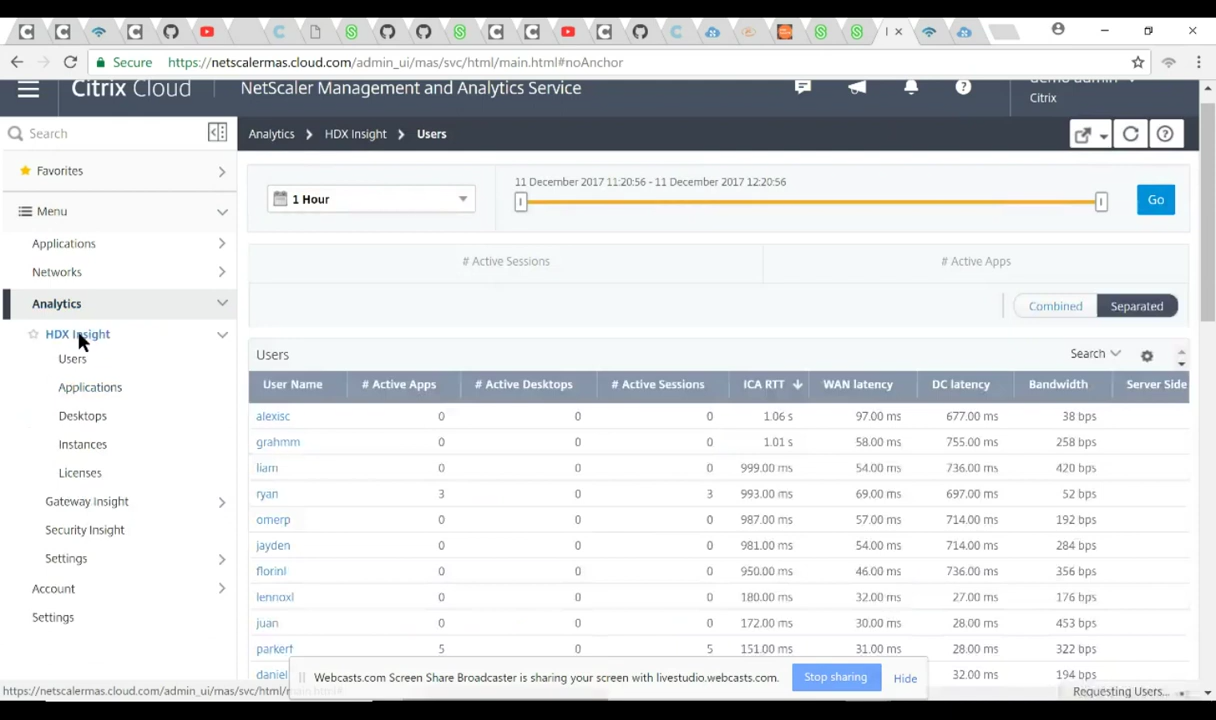 Secure https://netscalermas.cloud.com/admin_ui/mas/svc/html/main.html#noAnchor
Citrix Cloud
NetScaler Management and Analytics Service
demo admin
Citrix
Search
Analytics > HDX Insight > Users
Favorites
Menu
Applications
Networks
Analytics
HDX Insight
Users
Applications
Desktops
Instances
Licenses
Gateway Insight
Security Insight
Settings
Account
Settings
1 Hour
11 December 2017 11:20:56 - 11 December 2017 12:20:56
Go
# Active Sessions # Active Apps
Combined Separated
Users Search
User Name # Active Apps # Active Desktops # Active Sessions ICA RTT WAN latency DC latency Bandwidth Server Side
alexisc 0 0 0 1.06 s 97.00 ms 677.00 ms 38 bps
grahmm 0 0 0 1.01 s 58.00 ms 755.00 ms 258 bps
liam 0 0 0 999.00 ms 54.00 ms 736.00 ms 420 bps
ryan 3 0 3 993.00 ms 69.00 ms 697.00 ms 52 bps
omerp 0 0 0 987.00 ms 57.00 ms 714.00 ms 192 bps
jayden 0 0 0 981.00 ms 54.00 ms 714.00 ms 284 bps
florinl 0 0 0 950.00 ms 46.00 ms 736.00 ms 356 bps
lennoxl 0 0 0 180.00 ms 32.00 ms 27.00 ms 176 bps
juan 0 0 0 172.00 ms 30.00 ms 28.00 ms 453 bps
parkerf 5 0 5 151.00 ms 31.00 ms 28.00 ms 322 bps
daniel 32.00 ms 194 bps
Webcasts.com Screen Share Broadcaster is sharing your screen with livestudio.webcasts.com.
Stop sharing
Hide
https://netscalermas.cloud.com/admin_ui/mas/svc/html/main.html#
Requesting Users...